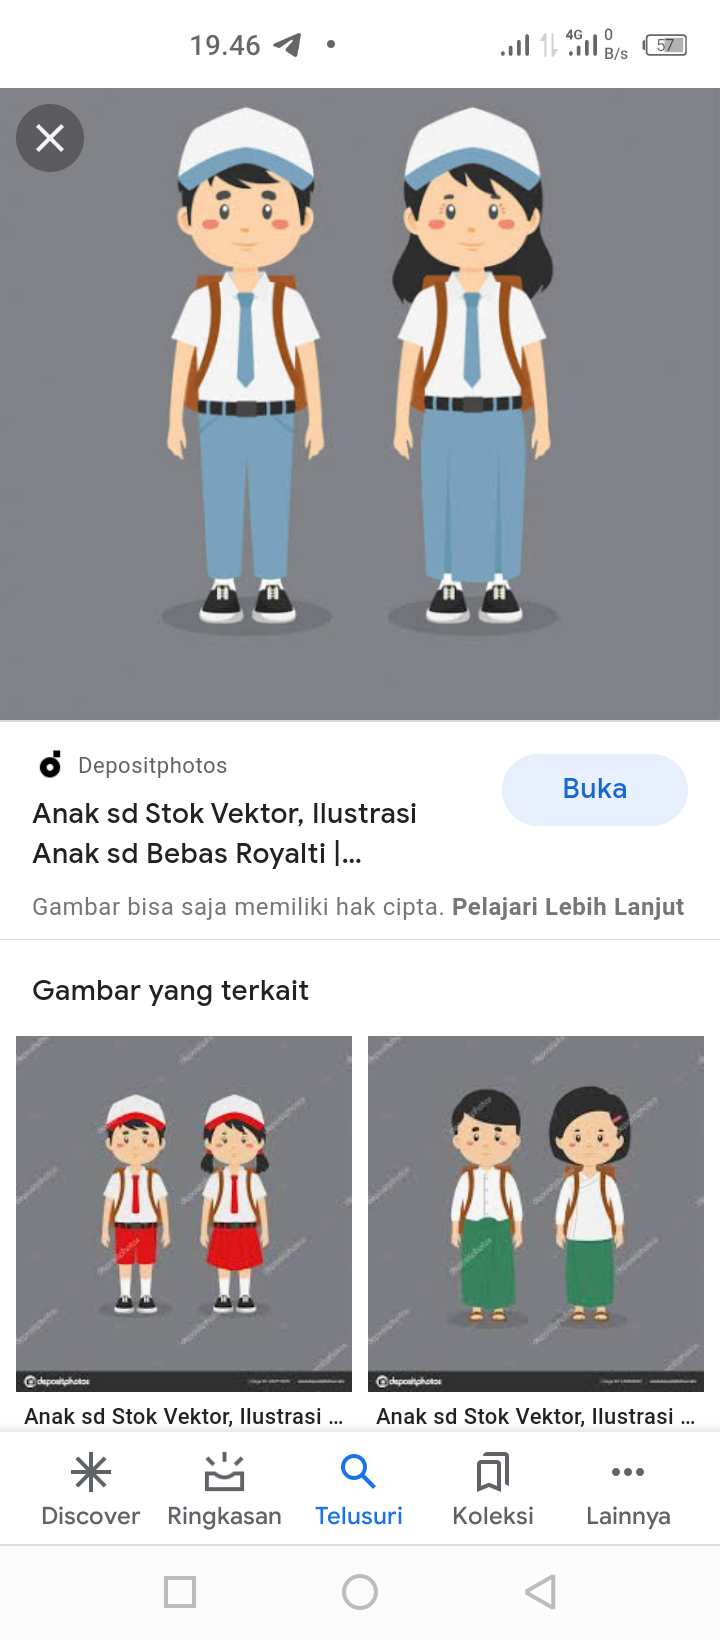 19.46
4G 0 B/s 57
Depositphotos
Buka
Anak sd Stok Vektor, Ilustrasi
Anak sd Bebas Royalti |...
Gambar bisa saja memiliki hak cipta. Pelajari Lebih Lanjut
Gambar yang terkait
depositphotos
depositphotos
Anak sd Stok Vektor, Ilustrasi ...
Anak sd Stok Vektor, Ilustrasi ...
Discover Ringkasan Telusuri Koleksi Lainnya